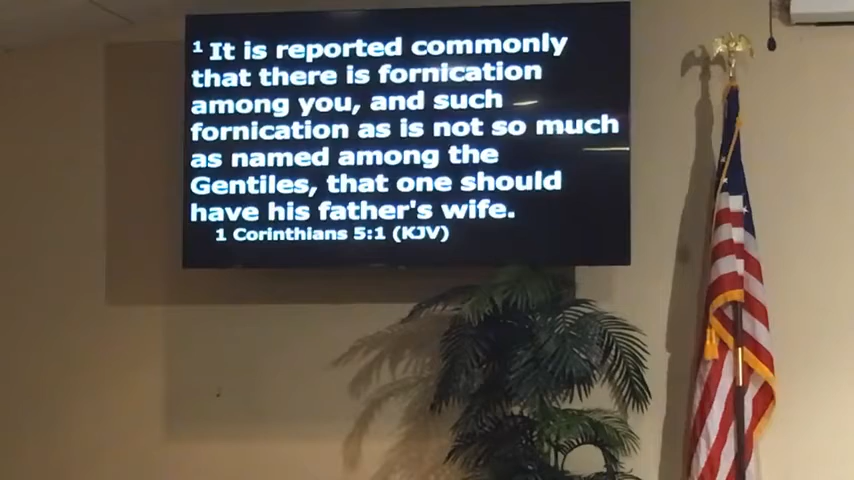 1 It is reported commonly
that there is fornication
among you, and such
fornication as is not so much
as named among the
Gentiles, that one should
have his father's wife.
1 Corinthians 5:1 (KJV)